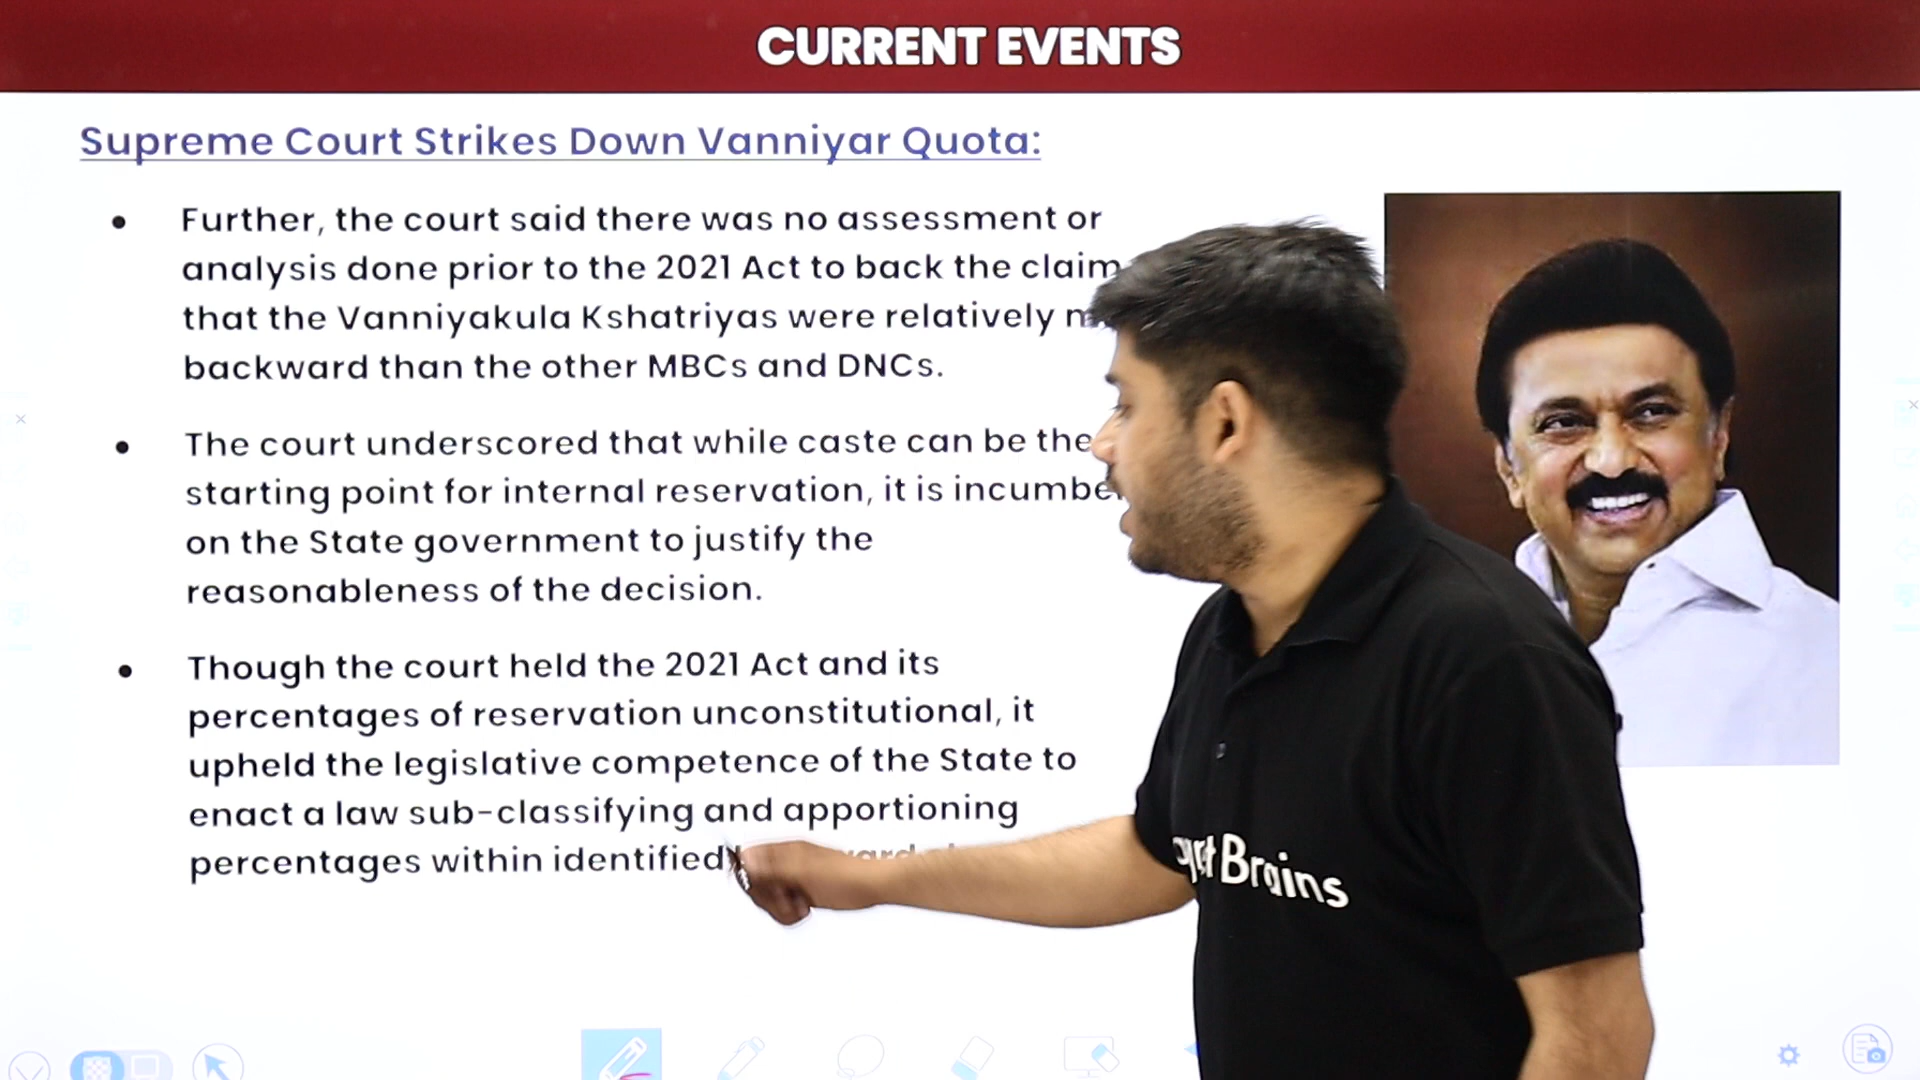 CURRENT EVENTS
Supreme Court Strikes Down Vanniyar Quota:
• Further, the court said there was no assessment or
analysis done prior to the 2021 Act to back the claim
that the Vanniyakula Kshatriyas were relatively
backward than the other MBCs and DNCs.
• The court underscored that while caste can be the
starting point for internal reservation, it is
on the State government to justify the
reasonableness of the decision.
• Though the court held the 2021 Act and its
percentages of reservation unconstitutional, it
upheld the legislative competence of the State to
enact a law sub-classifying and apportioning
percentages within identified
Brains